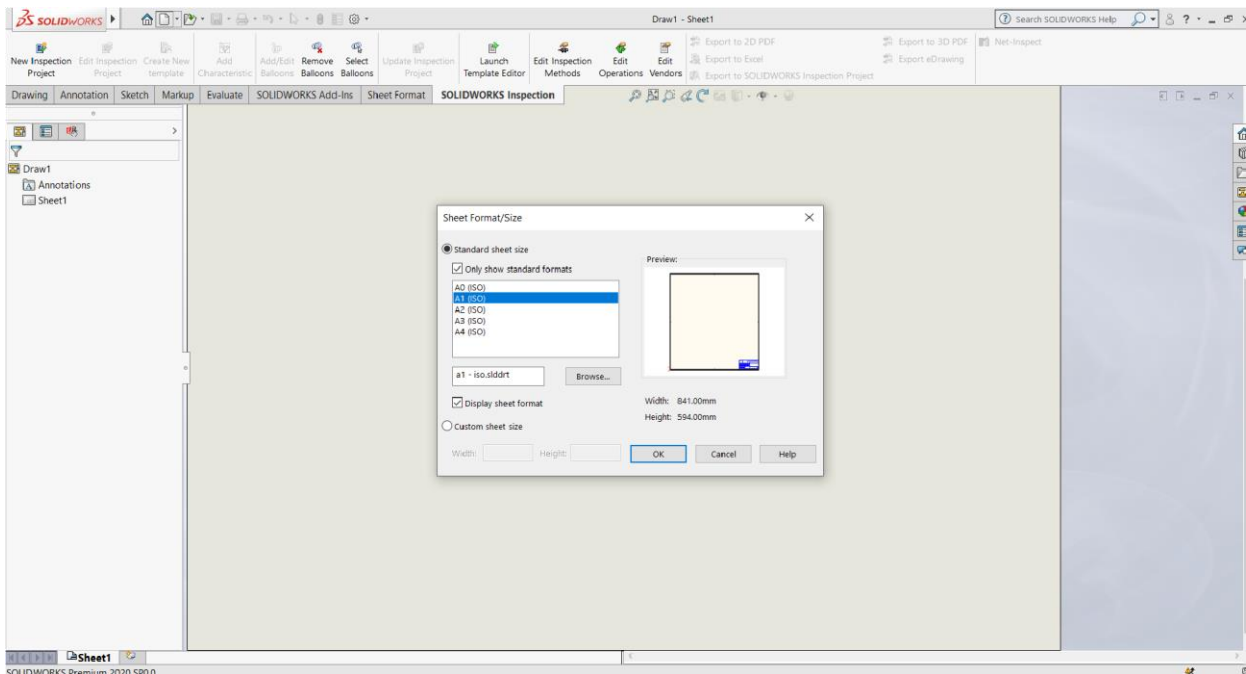 SOLIDWORKS
Draw1 - Sheet1
Search SOLIDWORKS Help
New Inspection Project
Edit Inspection Project
Create New template
Add Characteristic
Add/Edit Balloons
Remove Balloons
Select Balloons
Update Inspection Project
Launch Template Editor
Edit Inspection Methods
Edit Operations
Edit Vendors
Export to 2D PDF
Export to Excel
Export to SOLIDWORKS Inspection Project
Export to 3D PDF
Export eDrawing
Net-Inspect
Drawing Annotation Sketch Markup Evaluate SOLIDWORKS Add-Ins Sheet Format SOLIDWORKS Inspection
Draw1
Annotations
Sheet1
Sheet Format/Size
Standard sheet size
Only show standard formats
A0 (ISO)
A1 (ISO)
A2 (ISO)
A3 (ISO)
A4 (ISO)
a1 - iso.slddrt
Browse...
Display sheet format
Custom sheet size
Width:
Height:
Preview:
Width: 841.00mm
Height: 594.00mm
OK
Cancel
Help
Sheet1
SOLIDWORKS Premium 2020 SP0.0